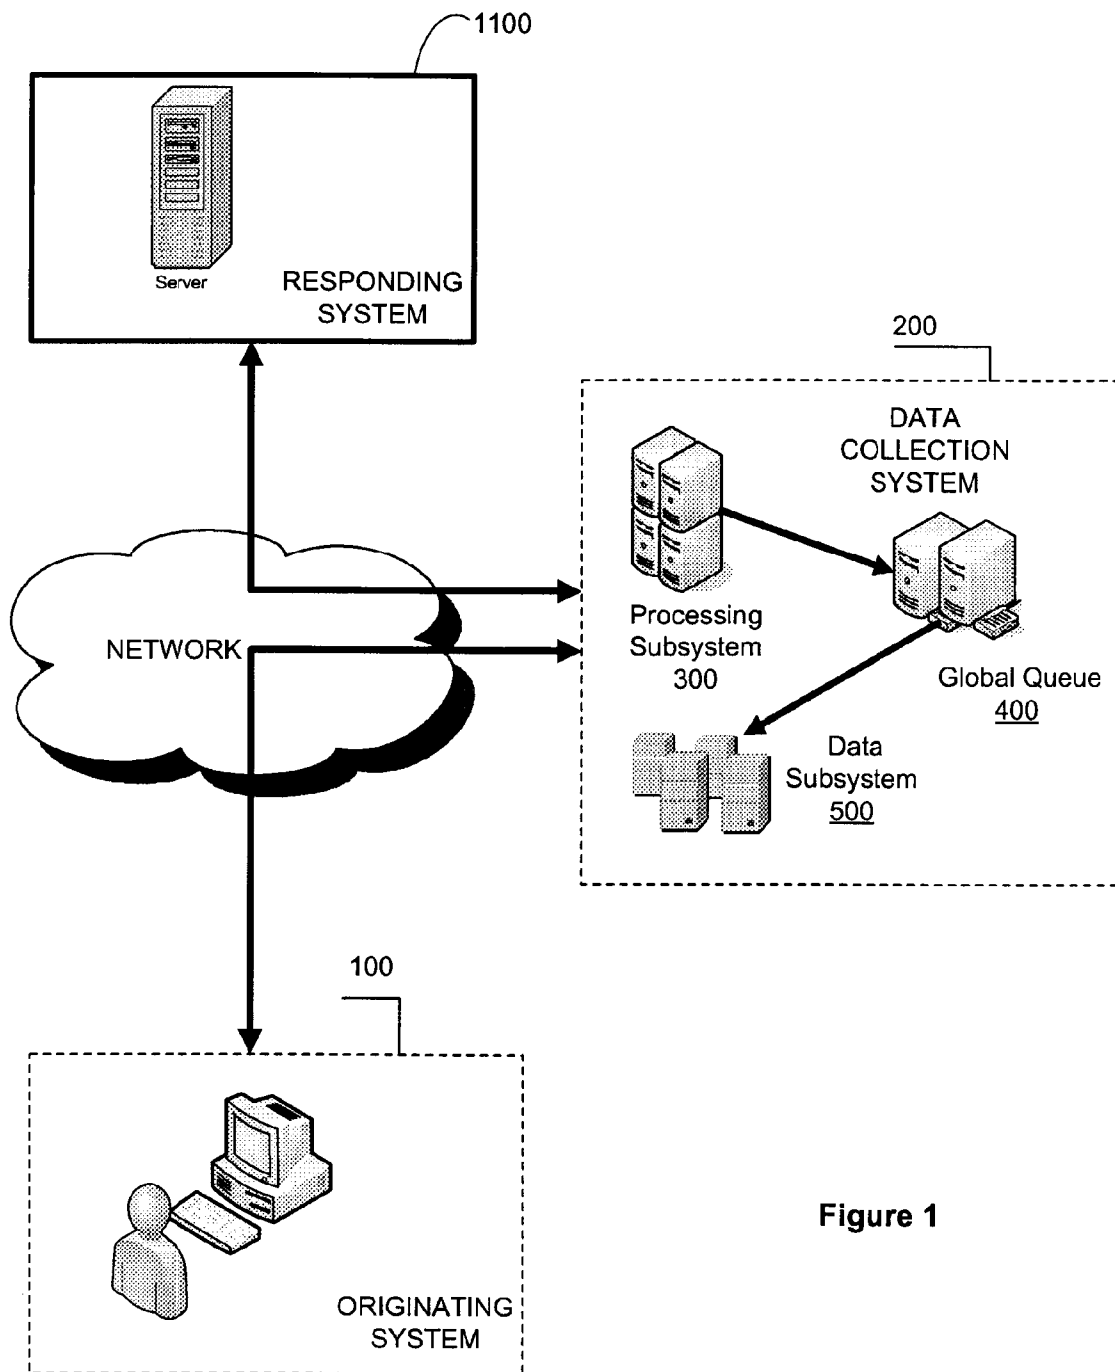 1100
Server
RESPONDING
SYSTEM
200
DATA
COLLECTION
SYSTEM
Processing
Subsystem
300
Global Queue
400
Data
Subsystem
500
NETWORK
100
ORIGINATING
SYSTEM
Figure 1